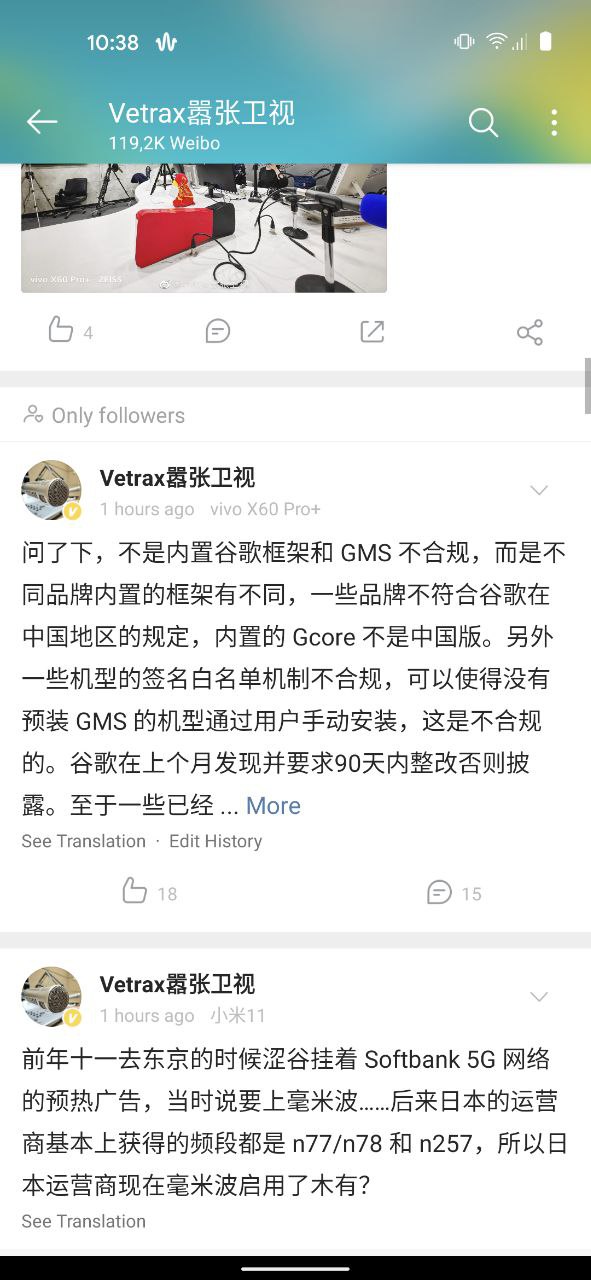 10:38
Vetrax嚣张卫视
119,2K Weibo
vivo X60 Pro+ ZEISS
4
Only followers
Vetrax嚣张卫视
1 hours ago vivo X60 Pro+
问了下，不是内置谷歌框架和 GMS 不合规，而是不
同品牌内置的框架有不同，一些品牌不符合谷歌在
中国地区的规定，内置的 Gcore 不是中国版。另外
一些机型的签名白名单机制不合规，可以使得没有
预装 GMS 的机型通过用户手动安装，这是不合规
的。谷歌在上个月发现并要求90天内整改否则披
露。至于一些已经 ... More
See Translation · Edit History
18
15
Vetrax嚣张卫视
1 hours ago 小米11
前年十一去东京的时候涩谷挂着 Softbank 5G 网络
的预热广告，当时说要上毫米波……后来日本的运营
商基本上获得的频段都是 n77/n78 和 n257，所以日
本运营商现在毫米波启用了木有？
See Translation